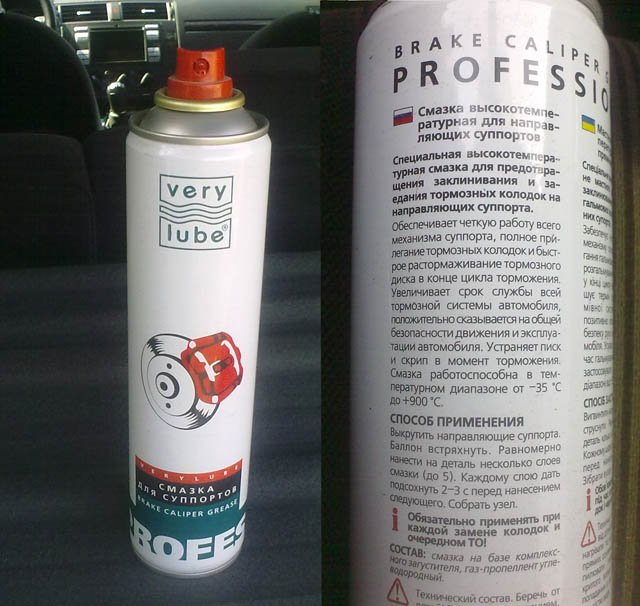 very
lube®
VERYLUBE
СМАЗКА
ДЛЯ СУППОРТОВ
BRAKE CALIPER GREASE
PROFES
BRAKE CALIPER G
PROFESSIO
Смазка высокотемпе-
ратурная для направ-
ляющих суппортов
Специальная высокотемпера-
турная смазка для предотвра-
щения заклинивания и за-
едания тормозных колодок на
направляющих суппорта.
Обеспечивает четкую работу всего
механизма суппорта, полное при-
легание тормозных колодок и быст-
рое растормаживание тормозного
диска в конце цикла торможения.
Увеличивает срок службы всей
тормозной системы автомобиля,
положительно сказывается на общей
безопасности движения и эксплуа-
тации автомобиля. Устраняет писк
и скрип в момент торможения.
Смазка работоспособна в тем-
пературном диапазоне от −35 °C
до +900 °C.
СПОСОБ ПРИМЕНЕНИЯ
Выкрутить направляющие суппорта.
Баллон встряхнуть. Равномерно
нанести на деталь несколько слоев
смазки (до 5). Каждому слою дать
подсохнуть 2–3 с перед нанесением
следующего. Собрать узел.
Обязательно применять при
каждой замене колодок и
очередном ТО!
СОСТАВ: смазка на базе комплекс-
ного загустителя, газ-пропеллент угле-
водородный.
Технический состав. Беречь от